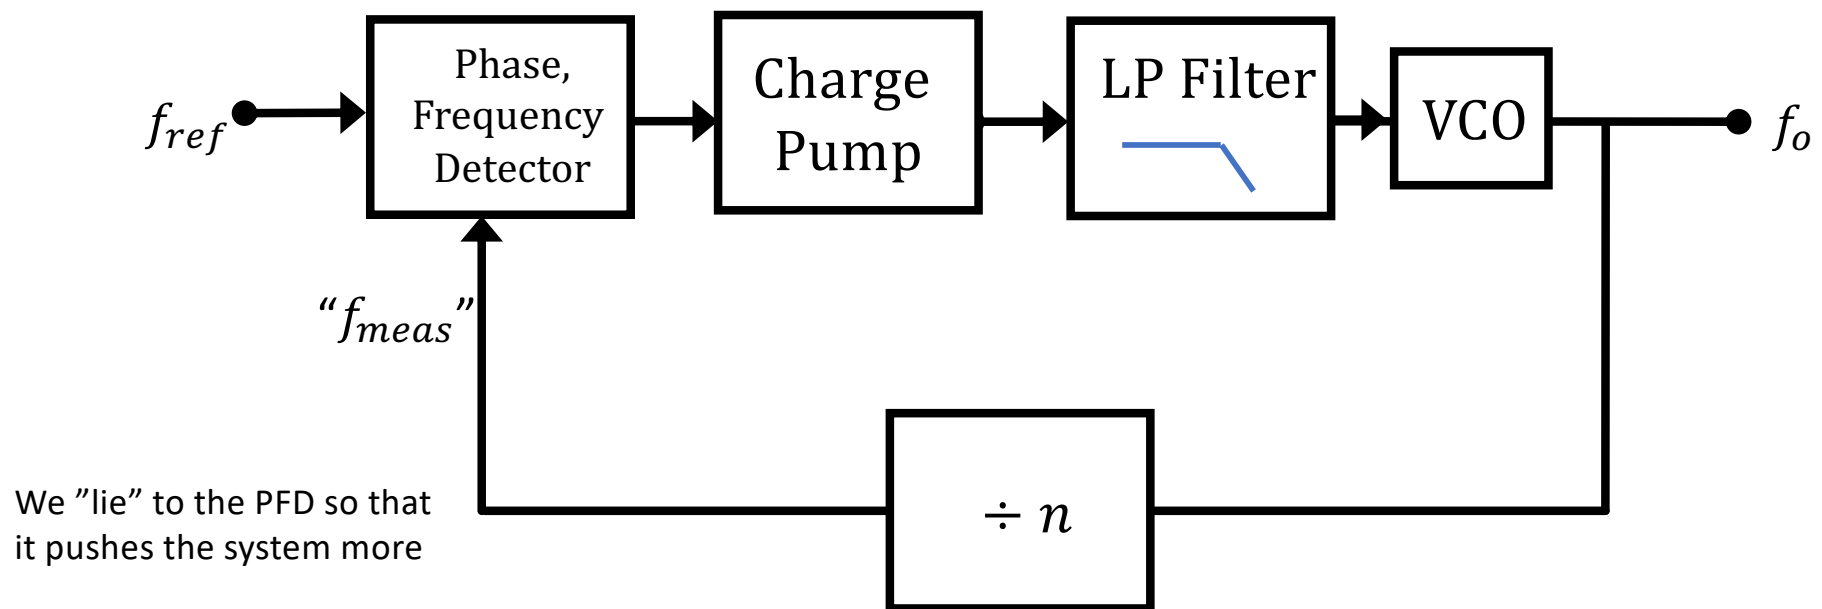 f_ref
Phase,
Frequency
Detector
Charge
Pump
LP Filter
VCO
f_o
“f_meas”
We ”lie” to the PFD so that
it pushes the system more
÷ n